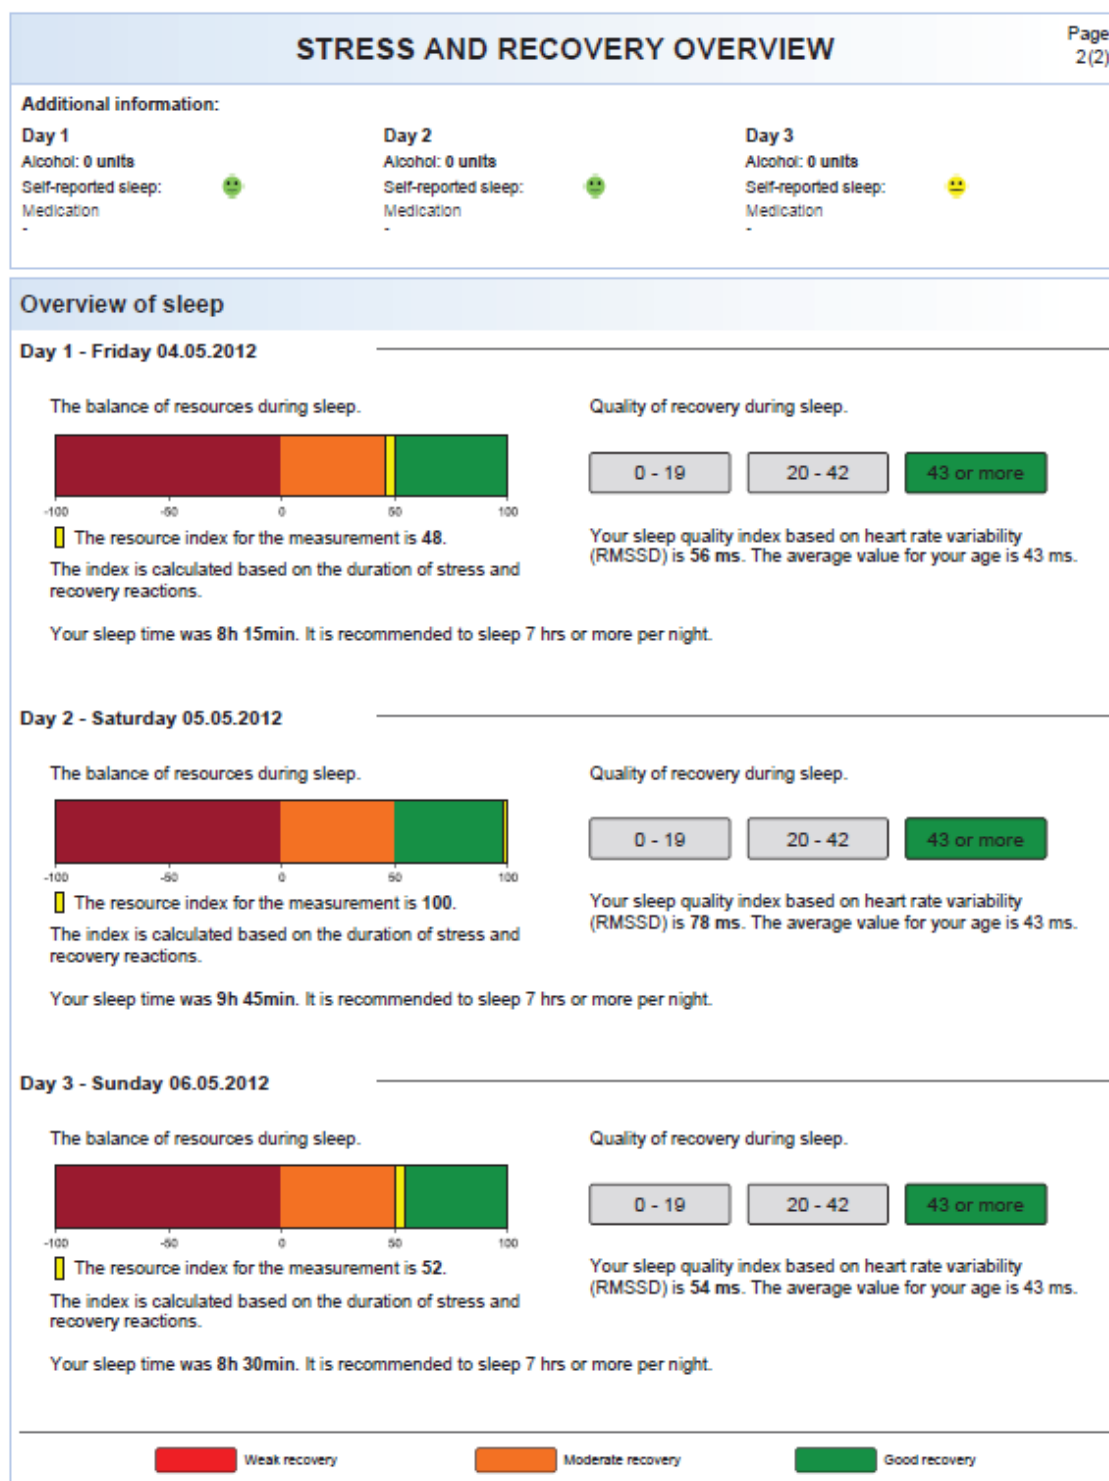 STRESS AND RECOVERY OVERVIEW
Page
2(2)
Additional information:
Day 1
Alcohol: 0 units
Self-reported sleep:
Medication
-
Day 2
Alcohol: 0 units
Self-reported sleep:
Medication
-
Day 3
Alcohol: 0 units
Self-reported sleep:
Medication
-
Overview of sleep
Day 1 - Friday 04.05.2012
The balance of resources during sleep.
-100 -50 0 50 100
The resource index for the measurement is 48.
The index is calculated based on the duration of stress and
recovery reactions.
Quality of recovery during sleep.
0 - 19 20 - 42 43 or more
Your sleep quality index based on heart rate variability
(RMSSD) is 56 ms. The average value for your age is 43 ms.
Your sleep time was 8h 15min. It is recommended to sleep 7 hrs or more per night.
Day 2 - Saturday 05.05.2012
The balance of resources during sleep.
-100 -50 0 50 100
The resource index for the measurement is 100.
The index is calculated based on the duration of stress and
recovery reactions.
Quality of recovery during sleep.
0 - 19 20 - 42 43 or more
Your sleep quality index based on heart rate variability
(RMSSD) is 78 ms. The average value for your age is 43 ms.
Your sleep time was 9h 45min. It is recommended to sleep 7 hrs or more per night.
Day 3 - Sunday 06.05.2012
The balance of resources during sleep.
-100 -50 0 50 100
The resource index for the measurement is 52.
The index is calculated based on the duration of stress and
recovery reactions.
Quality of recovery during sleep.
0 - 19 20 - 42 43 or more
Your sleep quality index based on heart rate variability
(RMSSD) is 54 ms. The average value for your age is 43 ms.
Your sleep time was 8h 30min. It is recommended to sleep 7 hrs or more per night.
Weak recovery Moderate recovery Good recovery